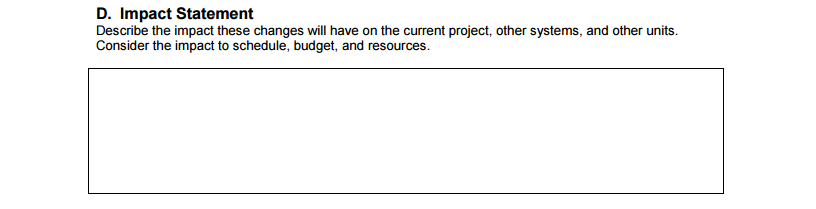 D. Impact Statement
Describe the impact these changes will have on the current project, other systems, and other units.
Consider the impact to schedule, budget, and resources.